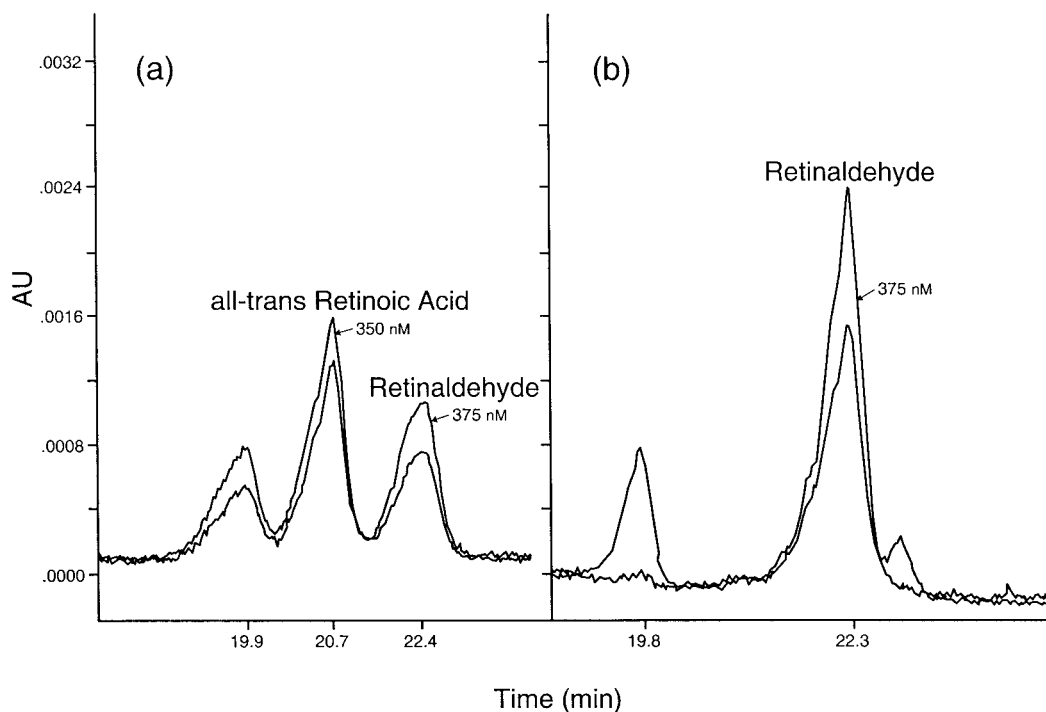 (a)
(b)
.0032
.0024
.0016
.0008
.0000
AU
all-trans Retinoic Acid
350 nM
Retinaldehyde
375 nM
Retinaldehyde
375 nM
19.9
20.7
22.4
19.8
22.3
Time (min)